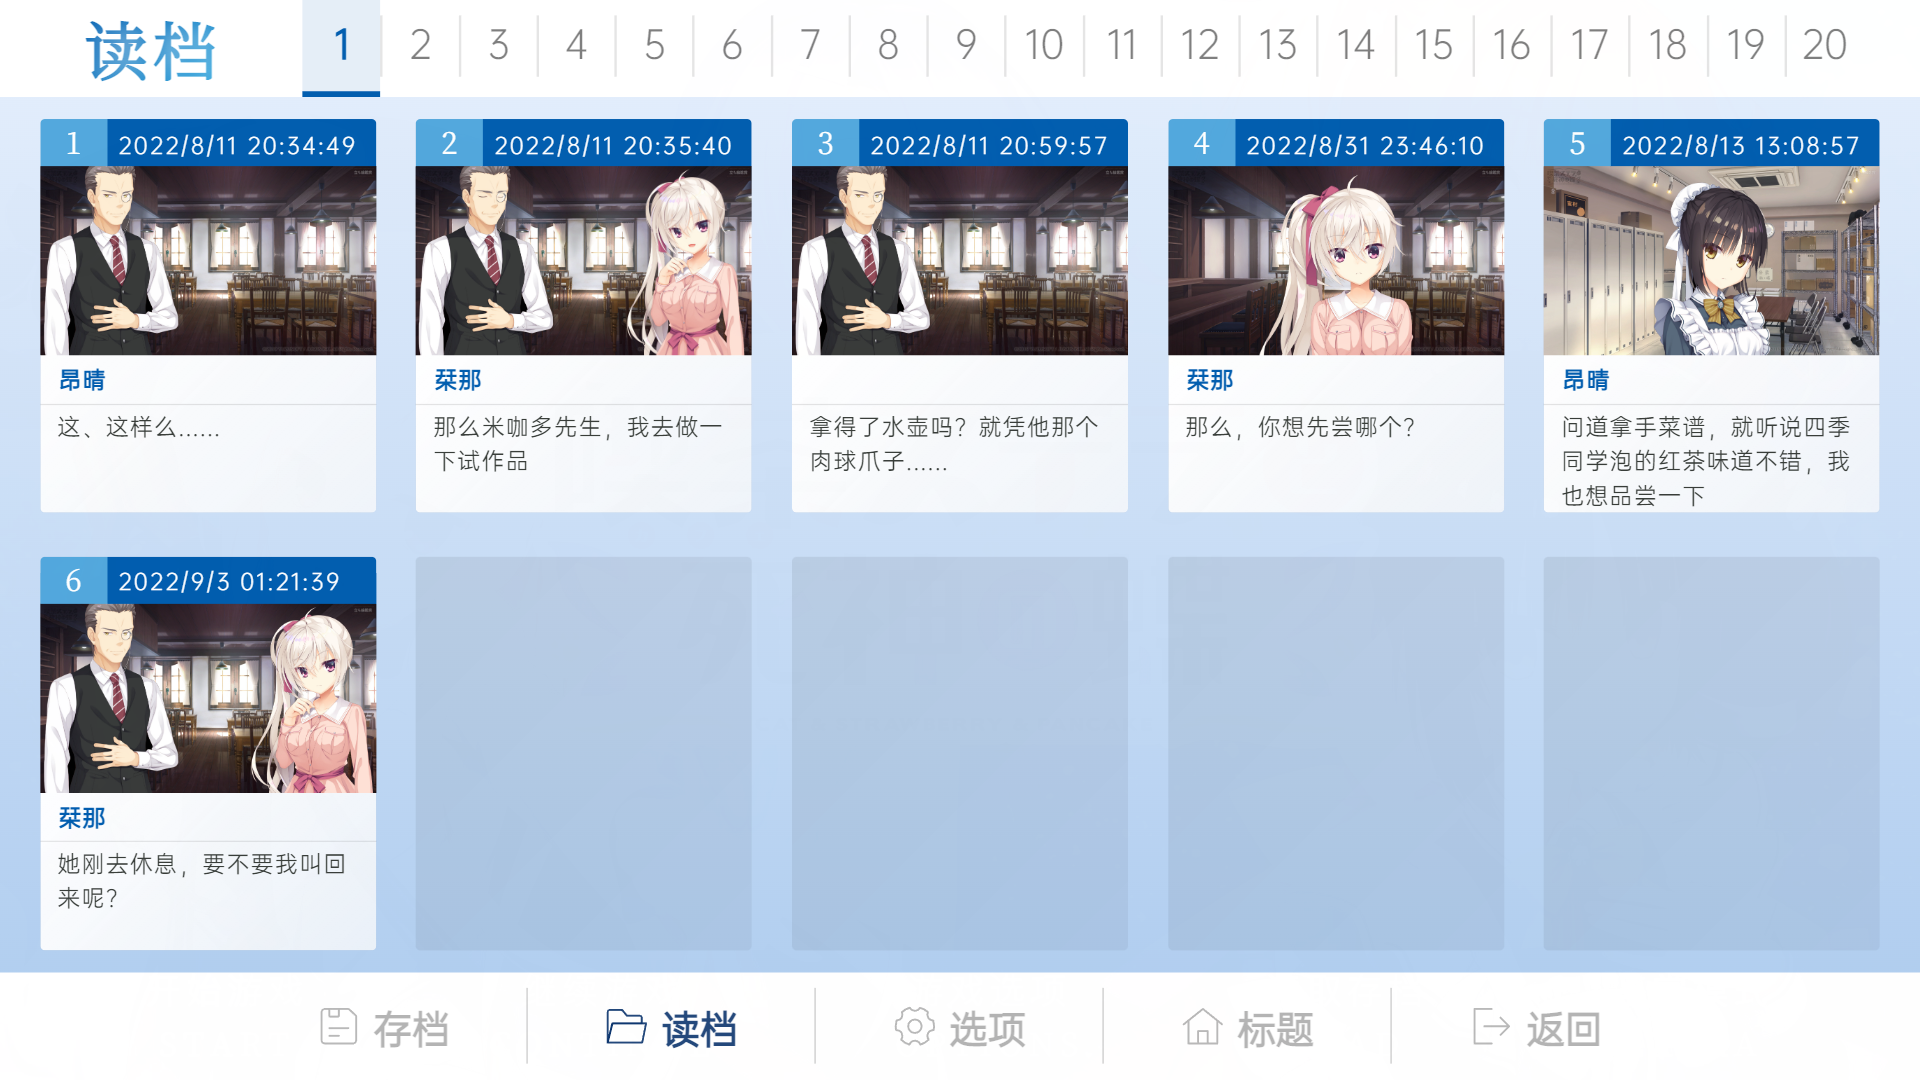 读档
1 2 3 4 5 6 7 8 9 10 11 12 13 14 15 16 17 18 19 20
1 2022/8/11 20:34:49
昂晴
这、这样么……
2 2022/8/11 20:35:40
栞那
那么米咖多先生，我去做一
下试作品
3 2022/8/11 20:59:57
拿得了水壶吗？就凭他那个
肉球爪子……
4 2022/8/31 23:46:10
栞那
那么，你想先尝哪个？
5 2022/8/13 13:08:57
昂晴
问道拿手菜谱，就听说四季
同学泡的红茶味道不错，我
也想品尝一下
6 2022/9/3 01:21:39
栞那
她刚去休息，要不要我叫回
来呢？
存档
读档
选项
标题
返回